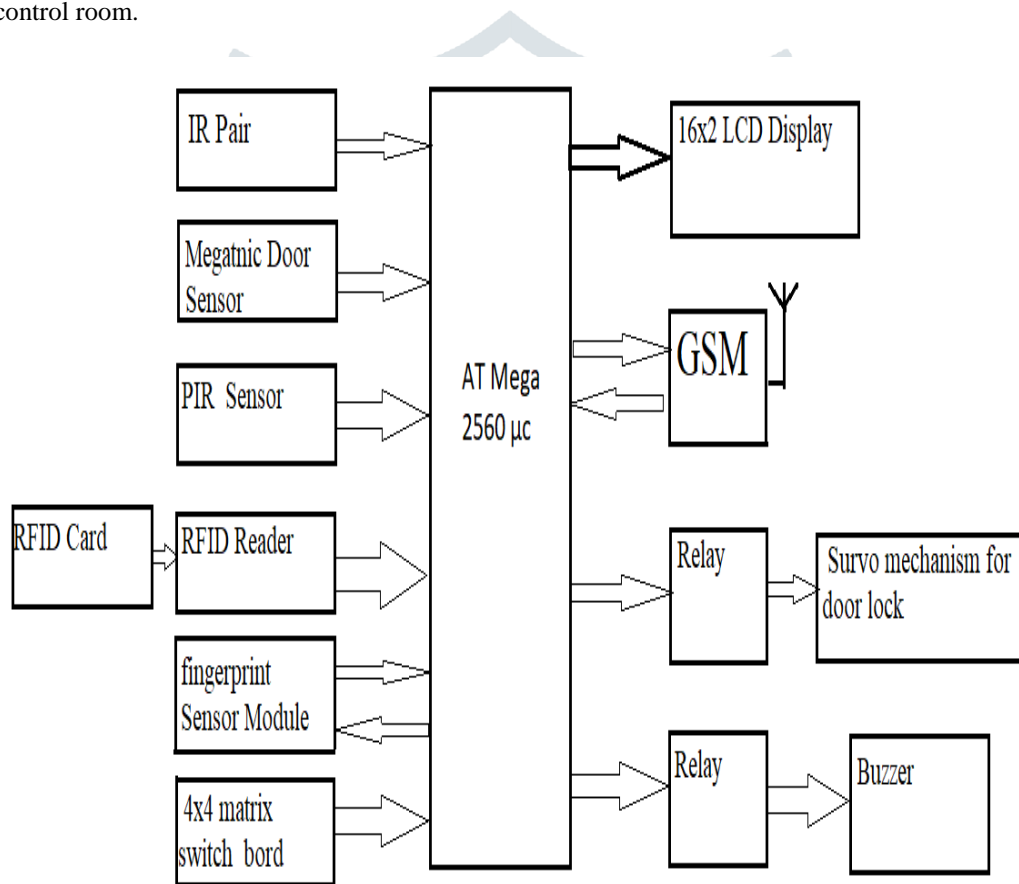 control room.
IR Pair
16x2 LCD Display
Megatnic Door
Sensor
GSM
PIR Sensor
AT Mega
2560 µc
RFID Card
RFID Reader
Relay
Survo mechanism for
door lock
fingerprint
Sensor Module
Relay
Buzzer
4x4 matrix
switch bord